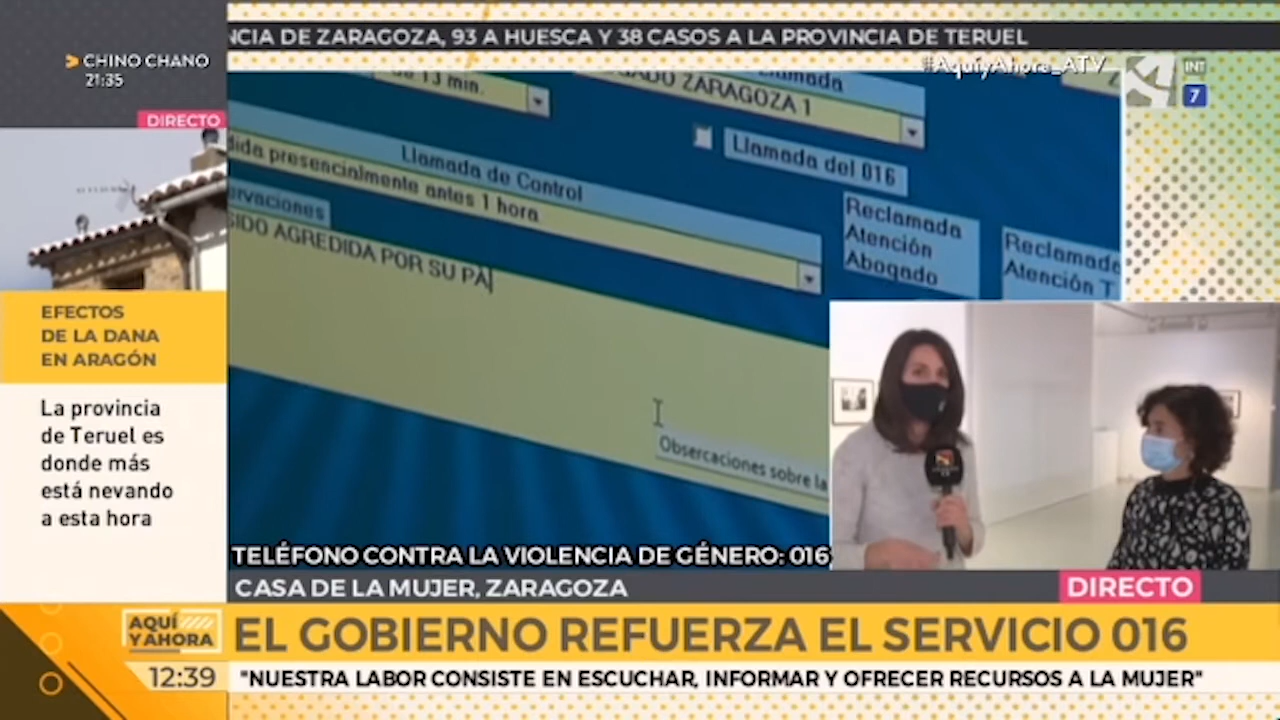 NCIA DE ZARAGOZA, 93 A HUESCA Y 38 CASOS A LA PROVINCIA DE TERUEL
CHINO CHANO
21:35
#AquíyAhora_ATV
INT
7
DIRECTO
13 min.
Llamada
ZARAGOZA 1
Llamada del 016
Llamada de Control
presencialmente antes 1 hora
Reclamada
Atención
Abogado
Reclamada
Atención T
SIDO AGREDIDA POR SU PA
Obsercaciones sobre la
EFECTOS
DE LA DANA
EN ARAGÓN
La provincia
de Teruel es
donde más
está nevando
a esta hora
TELÉFONO CONTRA LA VIOLENCIA DE GÉNERO: 016
CASA DE LA MUJER, ZARAGOZA
DIRECTO
AQUÍ
Y AHORA
EL GOBIERNO REFUERZA EL SERVICIO 016
12:39
"NUESTRA LABOR CONSISTE EN ESCUCHAR, INFORMAR Y OFRECER RECURSOS A LA MUJER"